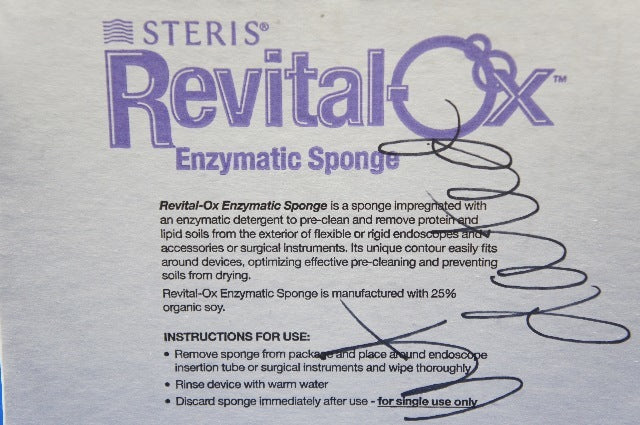 STERIS®
Revital-Ox™
Enzymatic Sponge
Revital-Ox Enzymatic Sponge is a sponge impregnated with
an enzymatic detergent to pre-clean and remove protein and
lipid soils from the exterior of flexible or rigid endoscopes and
accessories or surgical instruments. Its unique contour easily fits
around devices, optimizing effective pre-cleaning and preventing
soils from drying.
Revital-Ox Enzymatic Sponge is manufactured with 25%
organic soy.
INSTRUCTIONS FOR USE:
• Remove sponge from package and place around endoscope
insertion tube or surgical instruments and wipe thoroughly
• Rinse device with warm water
• Discard sponge immediately after use - for single use only